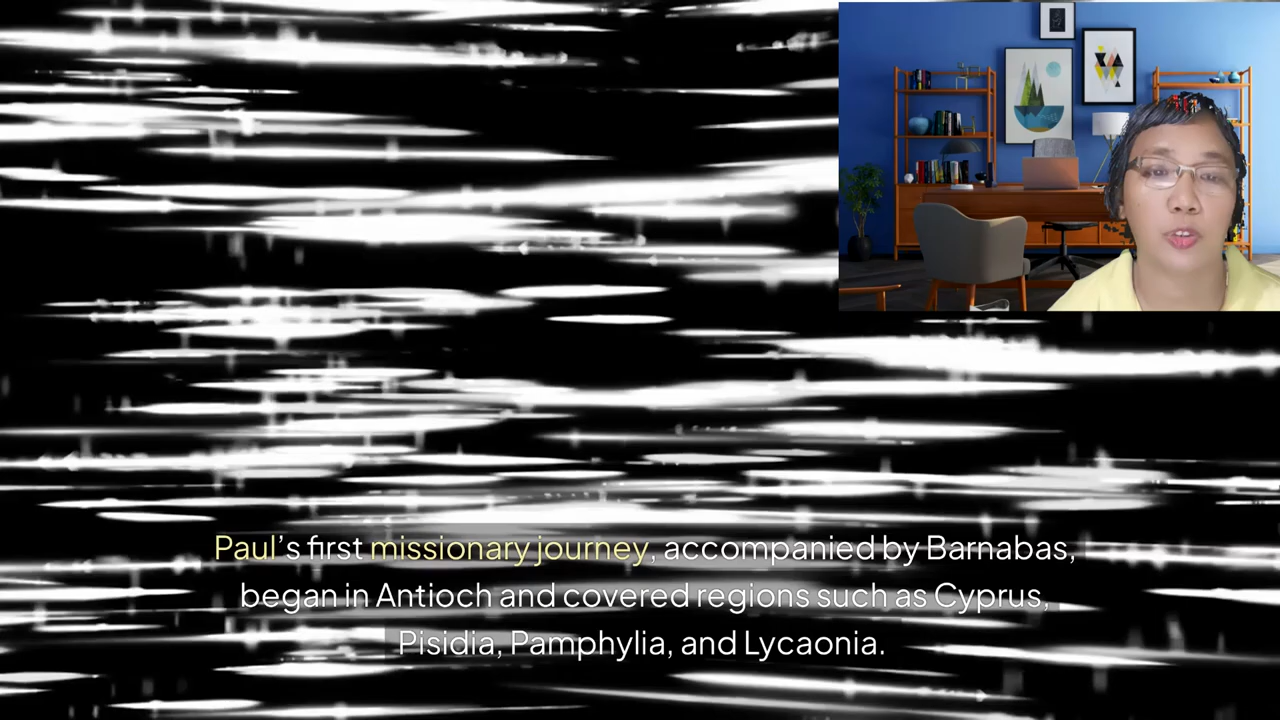 Paul’s first missionary journey, accompanied by Barnabas,
began in Antioch and covered regions such as Cyprus,
Pisidia, Pamphylia, and Lycaonia.